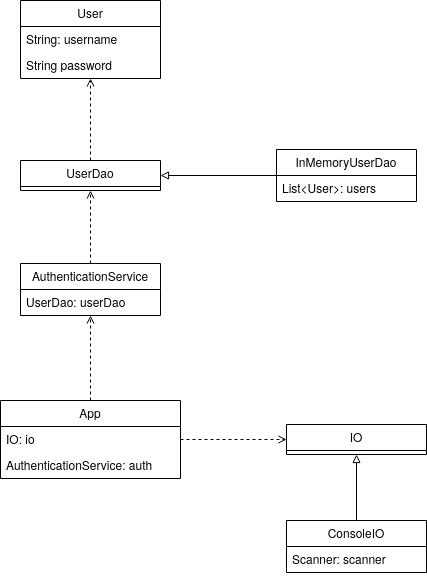 User
String: username
String password
UserDao
InMemoryUserDao
List<User>: users
AuthenticationService
UserDao: userDao
App
IO: io
AuthenticationService: auth
IO
ConsoleIO
Scanner: scanner